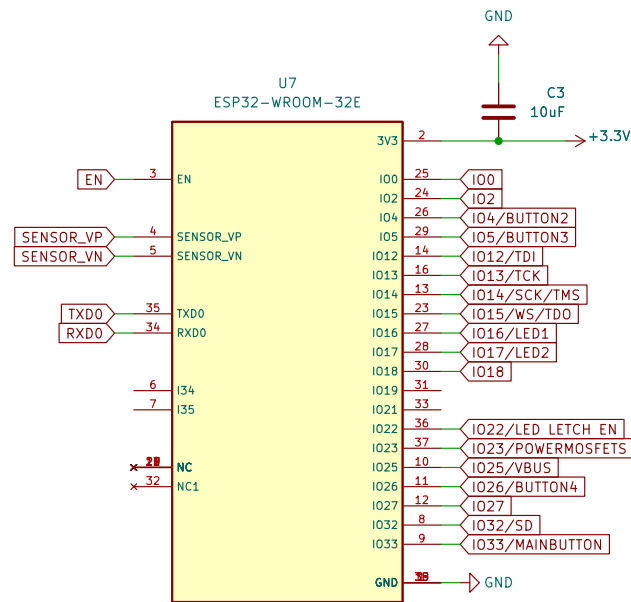 GND
U7
ESP32-WROOM-32E
C3
10uF
3V3 2 +3.3V
EN 3 EN
IO0 25 IO0
IO2 24 IO2
IO4 26 IO4/BUTTON2
SENSOR_VP 4 SENSOR_VP IO5 29 IO5/BUTTON3
SENSOR_VN 5 SENSOR_VN IO12 14 IO12/TDI
IO13 16 IO13/TCK
IO14 13 IO14/SCK/TMS
TXD0 35 TXD0 IO15 23 IO15/WS/TDO
RXD0 34 RXD0 IO16 27 IO16/LED1
IO17 28 IO17/LED2
IO18 30 IO18
6 I34 IO19 31
7 I35 IO21 33
IO22 36 IO22/LED LETCH EN
IO23 37 IO23/POWERMOSFETS
NC IO25 10 IO25/VBUS
32 NC1 IO26 11 IO26/BUTTON4
IO27 12 IO27
IO32 8 IO32/SD
IO33 9 IO33/MAINBUTTON
GND GND